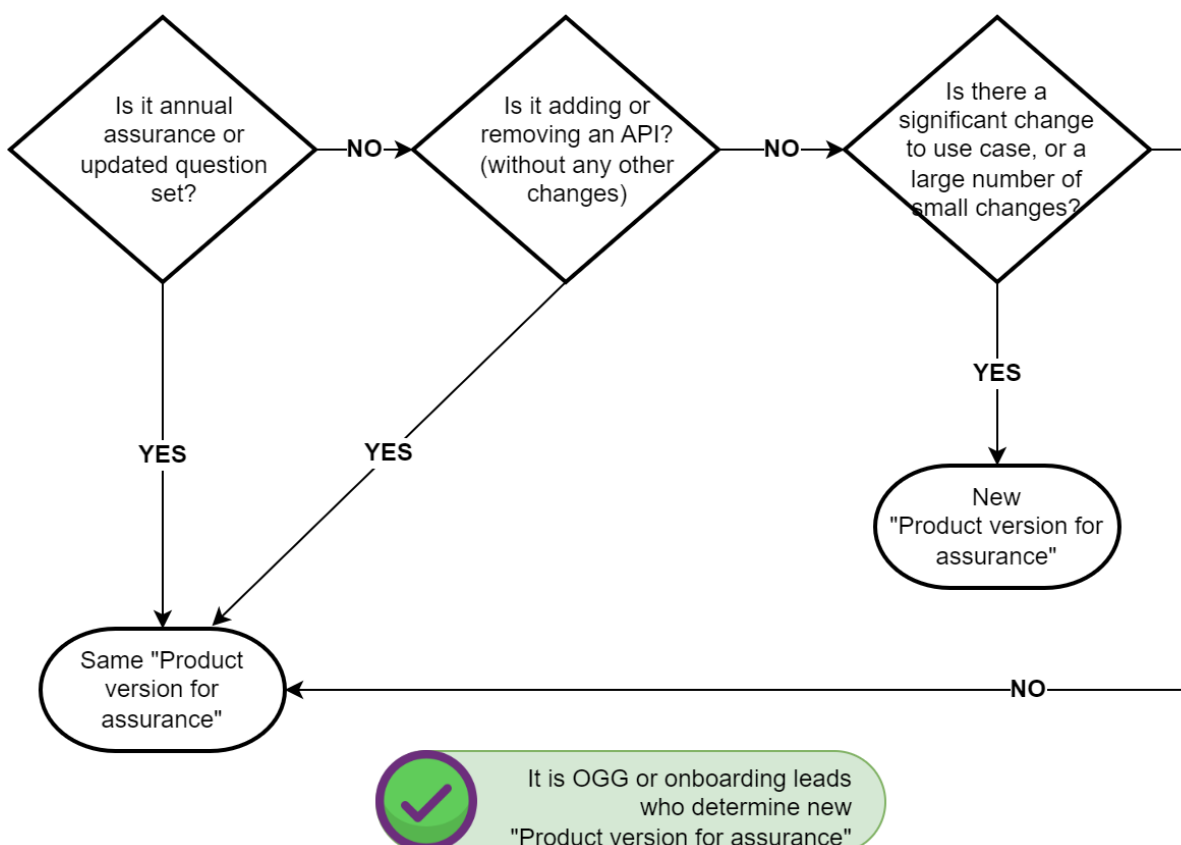 Is it annual
assurance or
updated question
set?
NO
Is it adding or
removing an API?
(without any other
changes)
NO
Is there a
significant change
to use case, or a
large number of
small changes?
YES
YES
YES
New
"Product version for
assurance"
Same "Product
version for
assurance"
NO
It is OGG or onboarding leads
who determine new
"Product version for assurance"